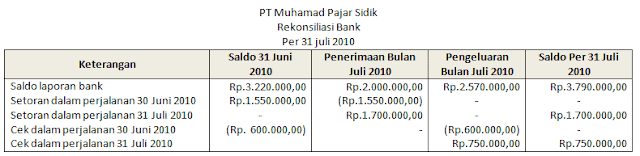 PT Muhamad Pajar Sidik
Rekonsiliasi Bank
Per 31 juli 2010
Keterangan Saldo 31 Juni 2010 Penerimaan Bulan Juli 2010 Pengeluaran Bulan Juli 2010 Saldo Per 31 Juli 2010
Saldo laporan bank Rp.3.220.000,00 Rp.2.000.000,00 Rp.2.570.000,00 Rp.3.790.000,00
Setoran dalam perjalanan 30 Juni 2010 Rp.1.550.000,00 (Rp.1.550.000,00) - -
Setoran dalam perjalanan 31 Juli 2010 - Rp.1.700.000,00 - Rp.1.700.000,00
Cek dalam perjalanan 30 Juni 2010 (Rp. 600.000,00) - (Rp.600.000,00) -
Cek dalam perjalanan 31 Juli 2010 Rp.750.000,00 Rp.750.000,00